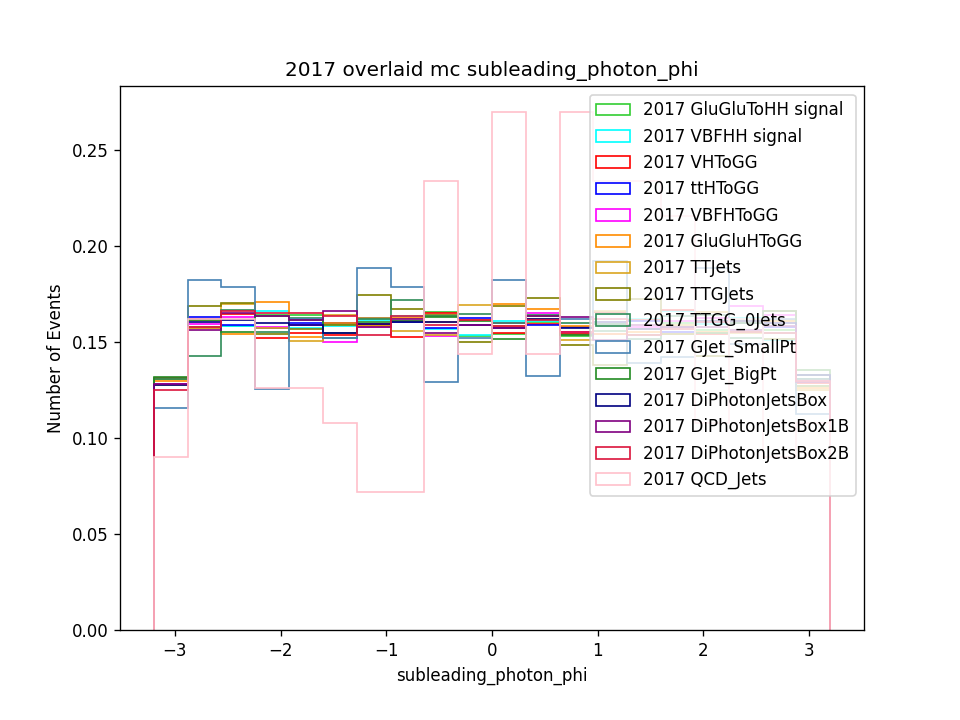 2017 overlaid mc subleading_photon_phi
Number of Events
0.25
0.20
0.15
0.10
0.05
0.00
2017 GluGluToHH signal
2017 VBFHH signal
2017 VHToGG
2017 ttHToGG
2017 VBFHToGG
2017 GluGluHToGG
2017 TTJets
2017 TTGJets
2017 TTGG_0Jets
2017 GJet_SmallPt
2017 GJet_BigPt
2017 DiPhotonJetsBox
2017 DiPhotonJetsBox1B
2017 DiPhotonJetsBox2B
2017 QCD_Jets
−3 −2 −1 0 1 2 3
subleading_photon_phi